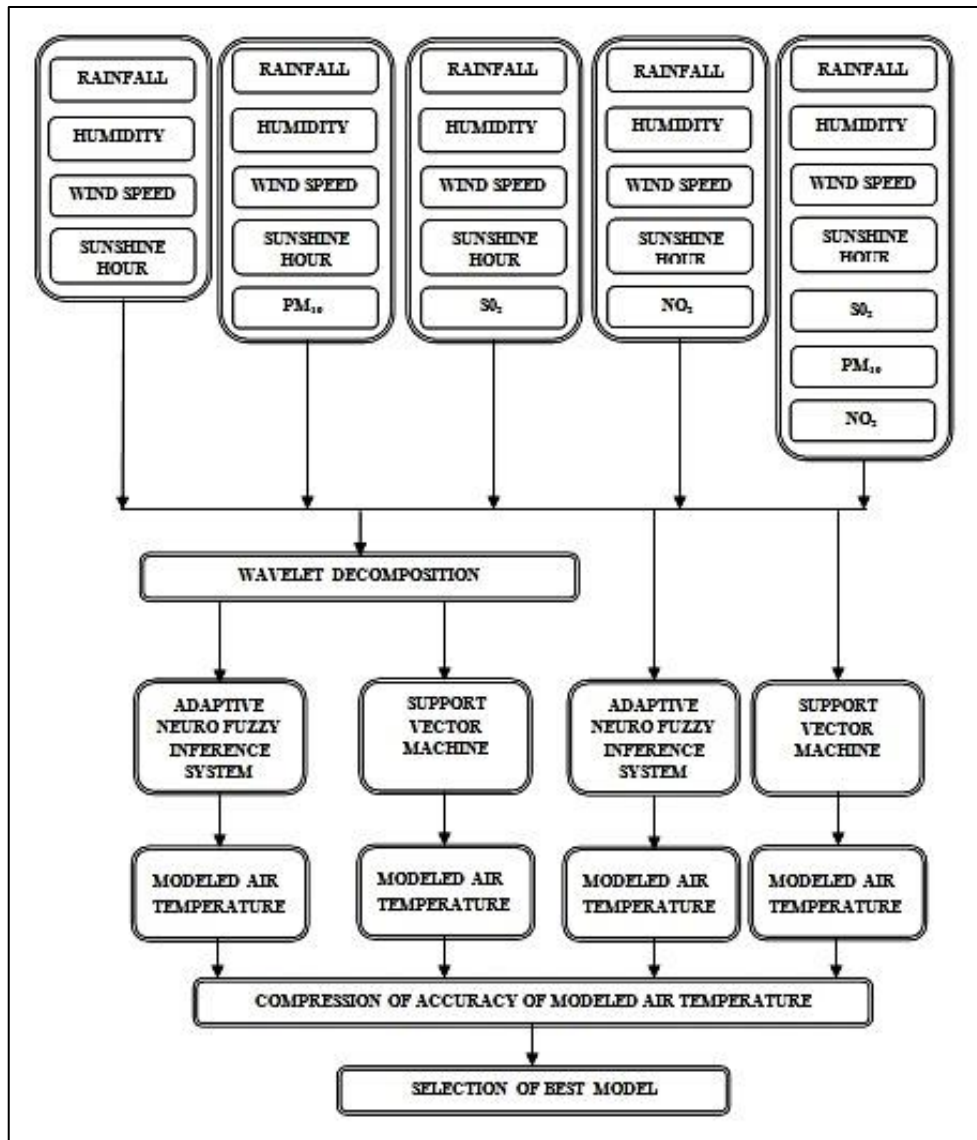 RAINFALL
HUMIDITY
WIND SPEED
SUNSHINE
HOUR
RAINFALL
HUMIDITY
WIND SPEED
SUNSHINE
HOUR
PM₁₀
RAINFALL
HUMIDITY
WIND SPEED
SUNSHINE
HOUR
S0₂
RAINFALL
HUMIDITY
WIND SPEED
SUNSHINE
HOUR
NO₂
RAINFALL
HUMIDITY
WIND SPEED
SUNSHINE
HOUR
S0₂
PM₁₀
NO₂
WAVELET DECOMPOSITION
ADAPTIVE
NEURO FUZZY
INFERENCE
SYSTEM
SUPPORT
VECTOR
MACHINE
ADAPTIVE
NEURO FUZZY
INFERENCE
SYSTEM
SUPPORT
VECTOR
MACHINE
MODELED AIR
TEMPERATURE
MODELED AIR
TEMPERATURE
MODELED AIR
TEMPERATURE
MODELED AIR
TEMPERATURE
COMPRESSION OF ACCURACY OF MODELED AIR TEMPERATURE
SELECTION OF BEST MODEL